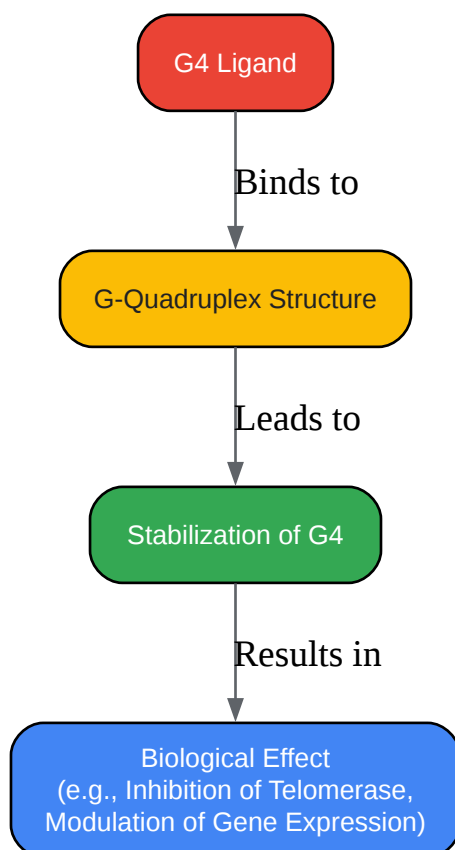 G4 Ligand
Binds to
G-Quadruplex Structure
Leads to
Stabilization of G4
Results in
Biological Effect
(e.g., Inhibition of Telomerase,
Modulation of Gene Expression)